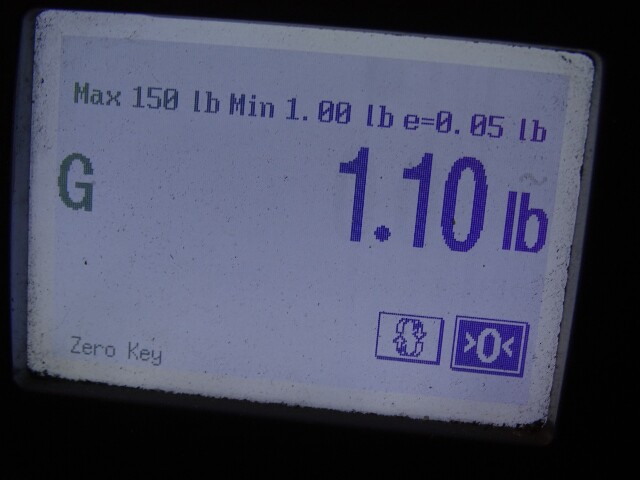 Max 150 lb Min 1.00 lb e=0.05 lb
G 1.10 lb
>0<
Zero Key